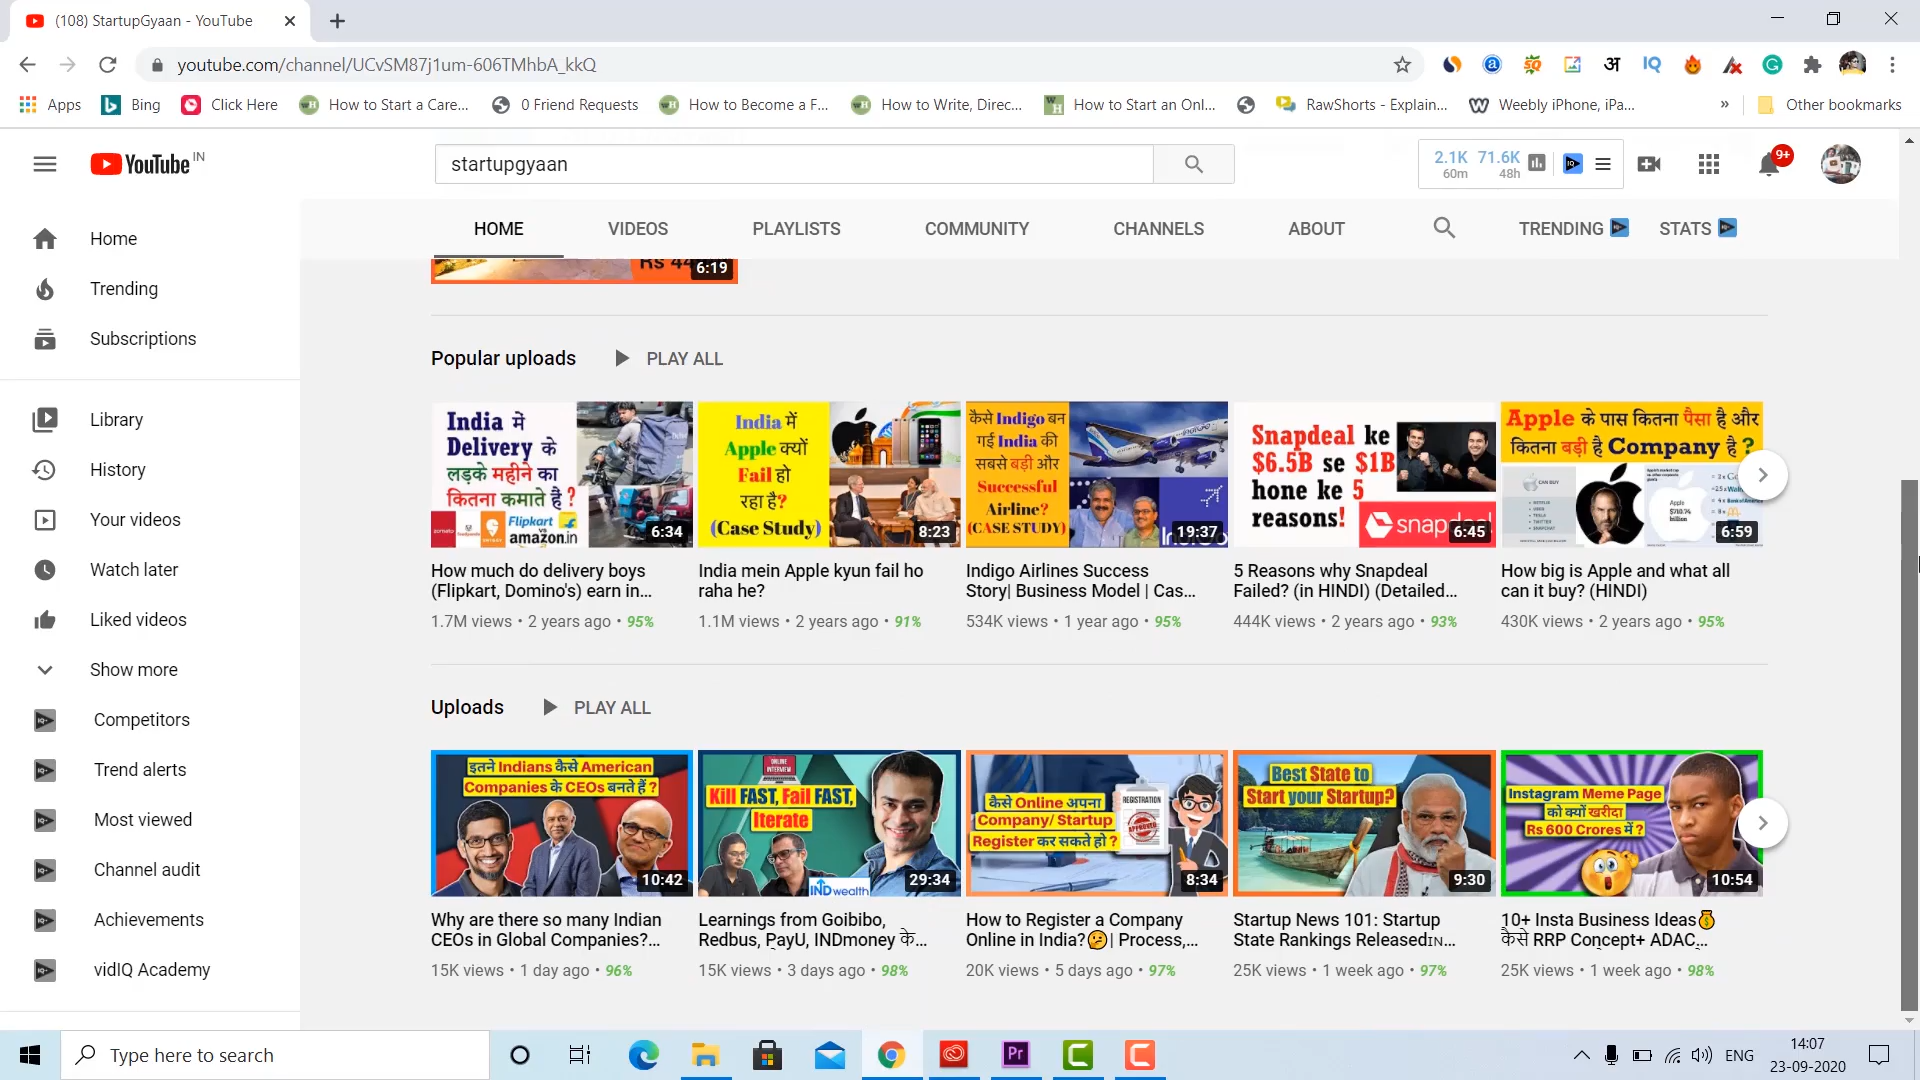 (108) StartupGyaan - YouTube
youtube.com/channel/UCvSM87j1um-606TMhbA_kkQ
Apps Bing Click Here How to Start a Care... 0 Friend Requests How to Become a F... How to Write, Direc... How to Start an Onl... RawShorts - Explain... Weebly iPhone, iPa... » Other bookmarks
YouTube IN
startupgyaan
2.1K 71.6K
60m 48h
9+
HOME VIDEOS PLAYLISTS COMMUNITY CHANNELS ABOUT TRENDING STATS
Home
Trending
Subscriptions
Library
History
Your videos
Watch later
Liked videos
Show more
Competitors
Trend alerts
Most viewed
Channel audit
Achievements
vidIQ Academy
6:19
Popular uploads PLAY ALL
India में
Delivery के
लड़के महीने का
कितना कमाते है ?
Flipkart
amazon.in
6:34
India में
Apple क्यों
Fail हो
रहा है?
(Case Study)
8:23
कैसे Indigo बन
गई India की
सबसे बड़ी और
Successful
Airline?
(CASE STUDY)
19:37
Snapdeal ke
$6.5B se $1B
hone ke 5
reasons!
snapdeal
6:45
Apple के पास कितना पैसा है और
कितना बड़ी है Company है ?
CAN BUY
6:59
How much do delivery boys
(Flipkart, Domino's) earn in...
1.7M views • 2 years ago • 95%
India mein Apple kyun fail ho
raha he?
1.1M views • 2 years ago • 91%
Indigo Airlines Success
Story| Business Model | Cas...
534K views • 1 year ago • 95%
5 Reasons why Snapdeal
Failed? (in HINDI) (Detailed...
444K views • 2 years ago • 93%
How big is Apple and what all
can it buy? (HINDI)
430K views • 2 years ago • 95%
Uploads PLAY ALL
इतने Indians कैसे American
Companies के CEOs बनते हैं ?
10:42
ONLINE
INTERVIEW
Kill FAST, Fail FAST,
Iterate
INDwealth
29:34
कैसे Online अपना
Company/ Startup
Register कर सकते हो ?
REGISTRATION
APPROVED
8:34
Best State to
Start your Startup?
9:30
Instagram Meme Page
को क्यों खरीदा
Rs 600 Crores में ?
10:54
Why are there so many Indian
CEOs in Global Companies?...
15K views • 1 day ago • 96%
Learnings from Goibibo,
Redbus, PayU, INDmoney के...
15K views • 3 days ago • 98%
How to Register a Company
Online in India?🤔| Process,...
20K views • 5 days ago • 97%
Startup News 101: Startup
State Rankings Released🇮🇳...
25K views • 1 week ago • 97%
10+ Insta Business Ideas💰
कैसे RRP Concept+ ADAC...
25K views • 1 week ago • 98%
Type here to search
ENG
14:07
23-09-2020